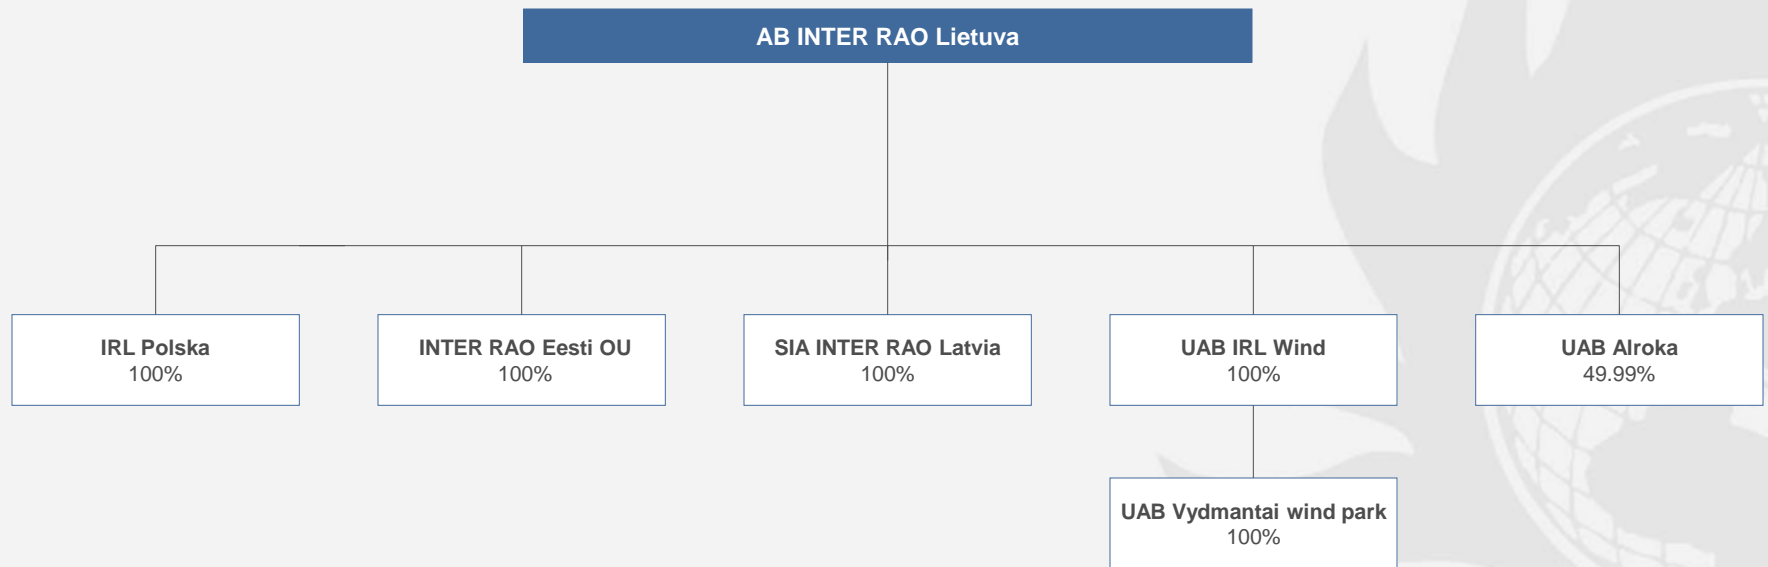 AB INTER RAO Lietuva
IRL Polska
100%
INTER RAO Eesti OU
100%
SIA INTER RAO Latvia
100%
UAB IRL Wind
100%
UAB Alroka
49.99%
UAB Vydmantai wind park
100%